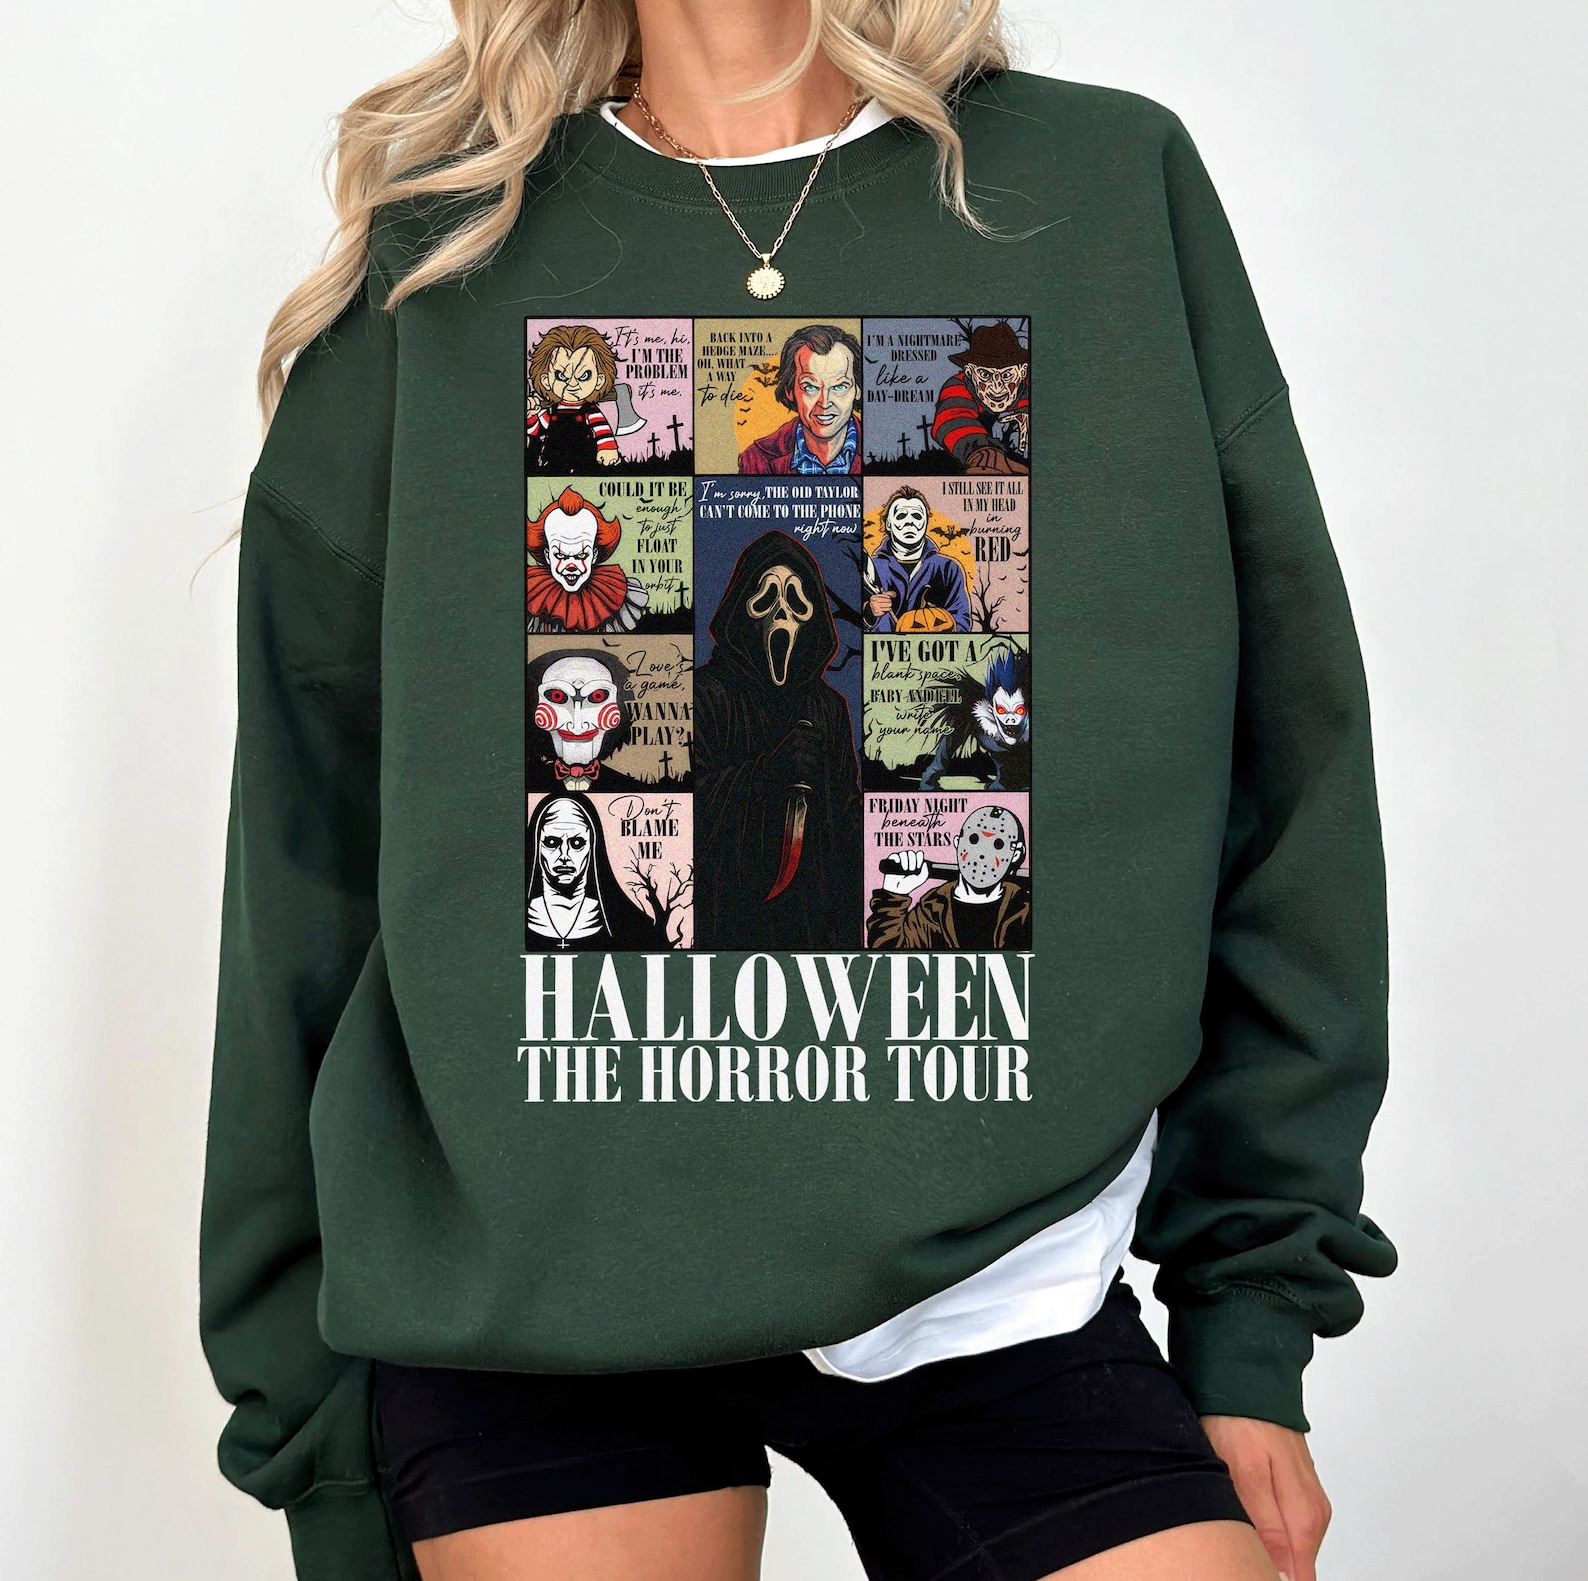 It's me, hi,
I'M THE
PROBLEM
it's me.
BACK INTO A
HEDGE MAZE....
OH, WHAT
A WAY
to die.
I'M A NIGHTMARE
DRESSED
like a
DAY-DREAM
COULD IT BE
enough
to just
FLOAT
IN YOUR
orbit
I'm sorry, THE OLD TAYLOR
CAN'T COME TO THE PHONE
right now
I STILL SEE IT ALL
IN MY HEAD
in
burning
RED
Love's
a game,
WANNA
PLAY?
I'VE GOT A
blank space,
BABY AND I'LL
write
your name
Don't
BLAME
ME
FRIDAY NIGHT
beneath
THE STARS
HALLOWEEN
THE HORROR TOUR